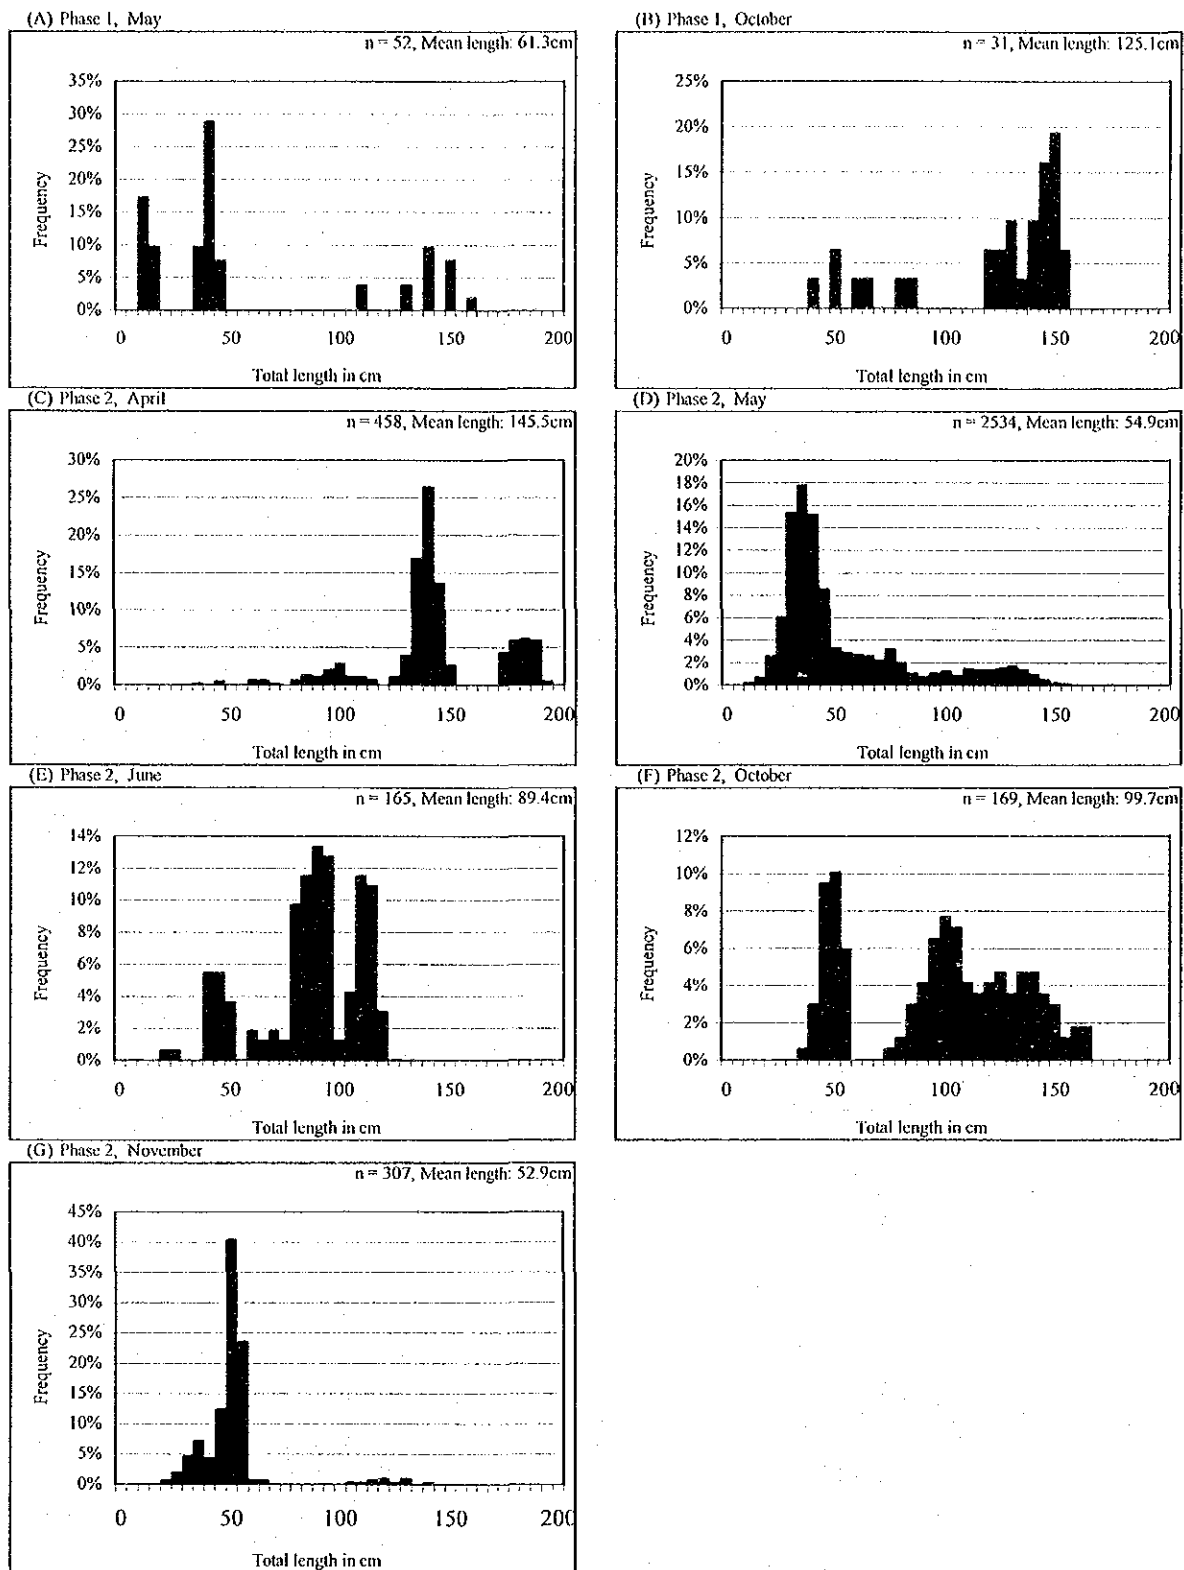 (A) Phase 1, May
n = 52, Mean length: 61.3cm
35%
30%
25%
20%
15%
10%
5%
0%
Frequency
0 50 100 150 200
Total length in cm
(B) Phase 1, October
n = 31, Mean length: 125.1cm
25%
20%
15%
10%
5%
0%
Frequency
0 50 100 150 200
Total length in cm
(C) Phase 2, April
n = 458, Mean length: 145.5cm
30%
25%
20%
15%
10%
5%
0%
Frequency
0 50 100 150 200
Total length in cm
(D) Phase 2, May
n = 2534, Mean length: 54.9cm
20%
18%
16%
14%
12%
10%
8%
6%
4%
2%
0%
Frequency
0 50 100 150 200
Total length in cm
(E) Phase 2, June
n = 165, Mean length: 89.4cm
14%
12%
10%
8%
6%
4%
2%
0%
Frequency
0 50 100 150 200
Total length in cm
(F) Phase 2, October
n = 169, Mean length: 99.7cm
12%
10%
8%
6%
4%
2%
0%
Frequency
0 50 100 150 200
Total length in cm
(G) Phase 2, November
n = 307, Mean length: 52.9cm
45%
40%
35%
30%
25%
20%
15%
10%
5%
0%
Frequency
0 50 100 150 200
Total length in cm